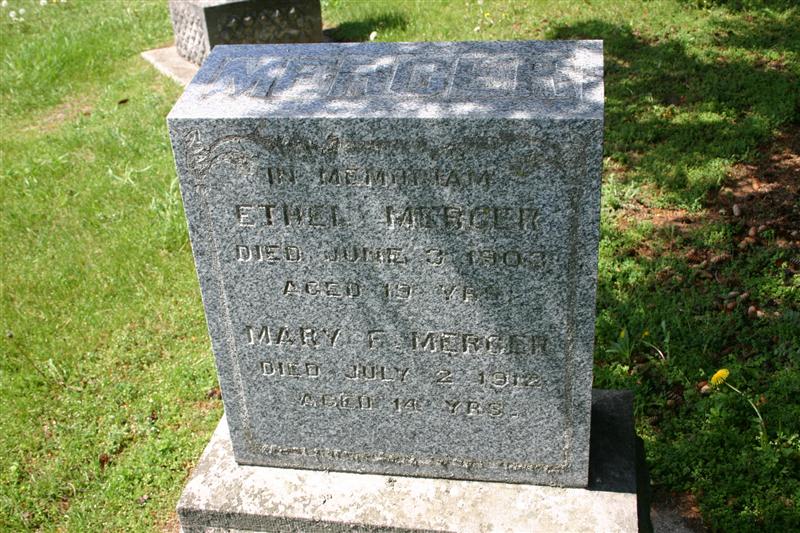 MERCER
IN MEMORIAM
ETHEL MERCER
DIED JUNE 3 1903
AGED 19 YRS.
MARY F. MERCER
DIED JULY 2 1912
AGED 14 YRS.